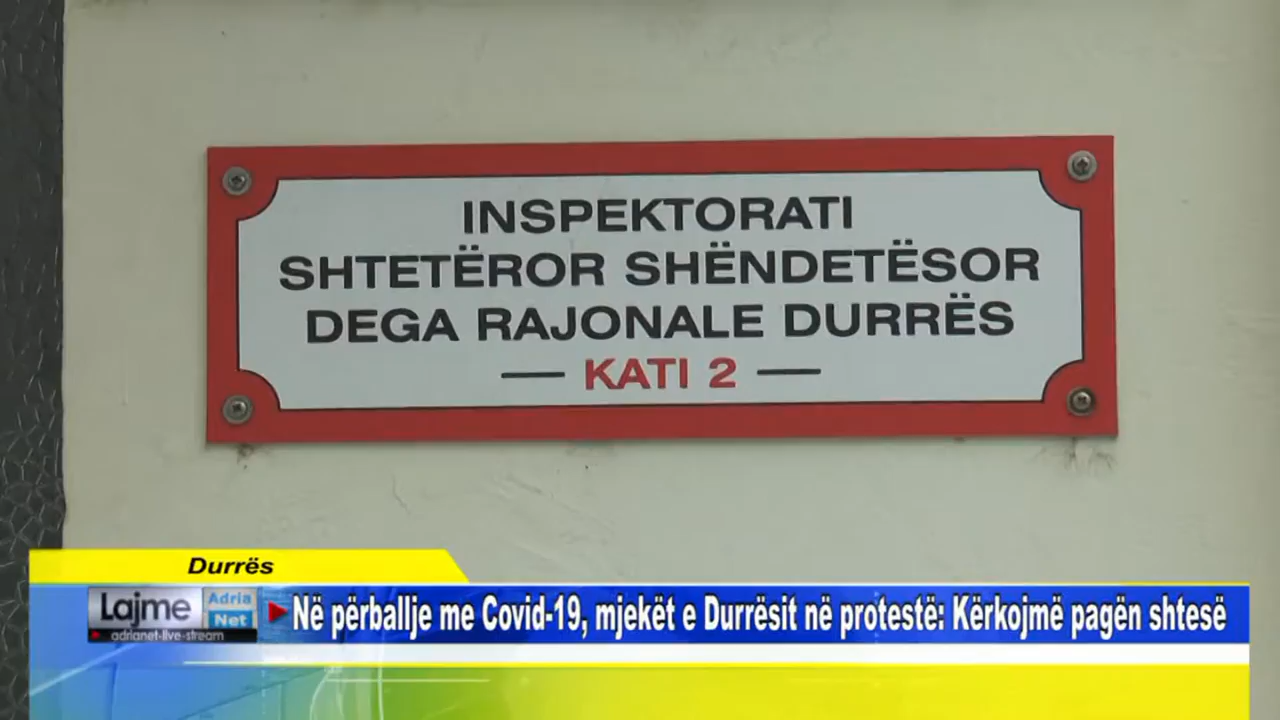 INSPEKTORATI
SHTETËROR SHËNDETËSOR
DEGA RAJONALE DURRËS
KATI 2
Durrës
Lajme
Adria
Net
adrianet-live-stream
Në përballje me Covid-19, mjekët e Durrësit në protestë: Kërkojmë pagën shtesë